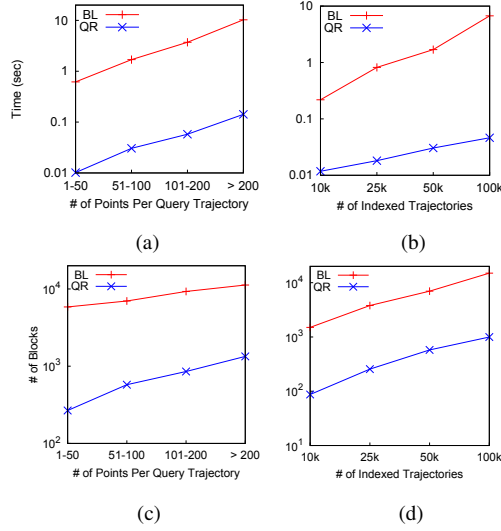 BL
QR
Time (sec)
10
1
0.1
0.01
1-50 51-100 101-200 > 200
# of Points Per Query Trajectory
(a)
BL
QR
10
1
0.1
0.01
10k 25k 50k 100k
# of Indexed Trajectories
(b)
BL
QR
# of Blocks
10^4
10^3
10^2
1-50 51-100 101-200 > 200
# of Points Per Query Trajectory
(c)
BL
QR
10^4
10^3
10^2
10^1
10k 25k 50k 100k
# of Indexed Trajectories
(d)